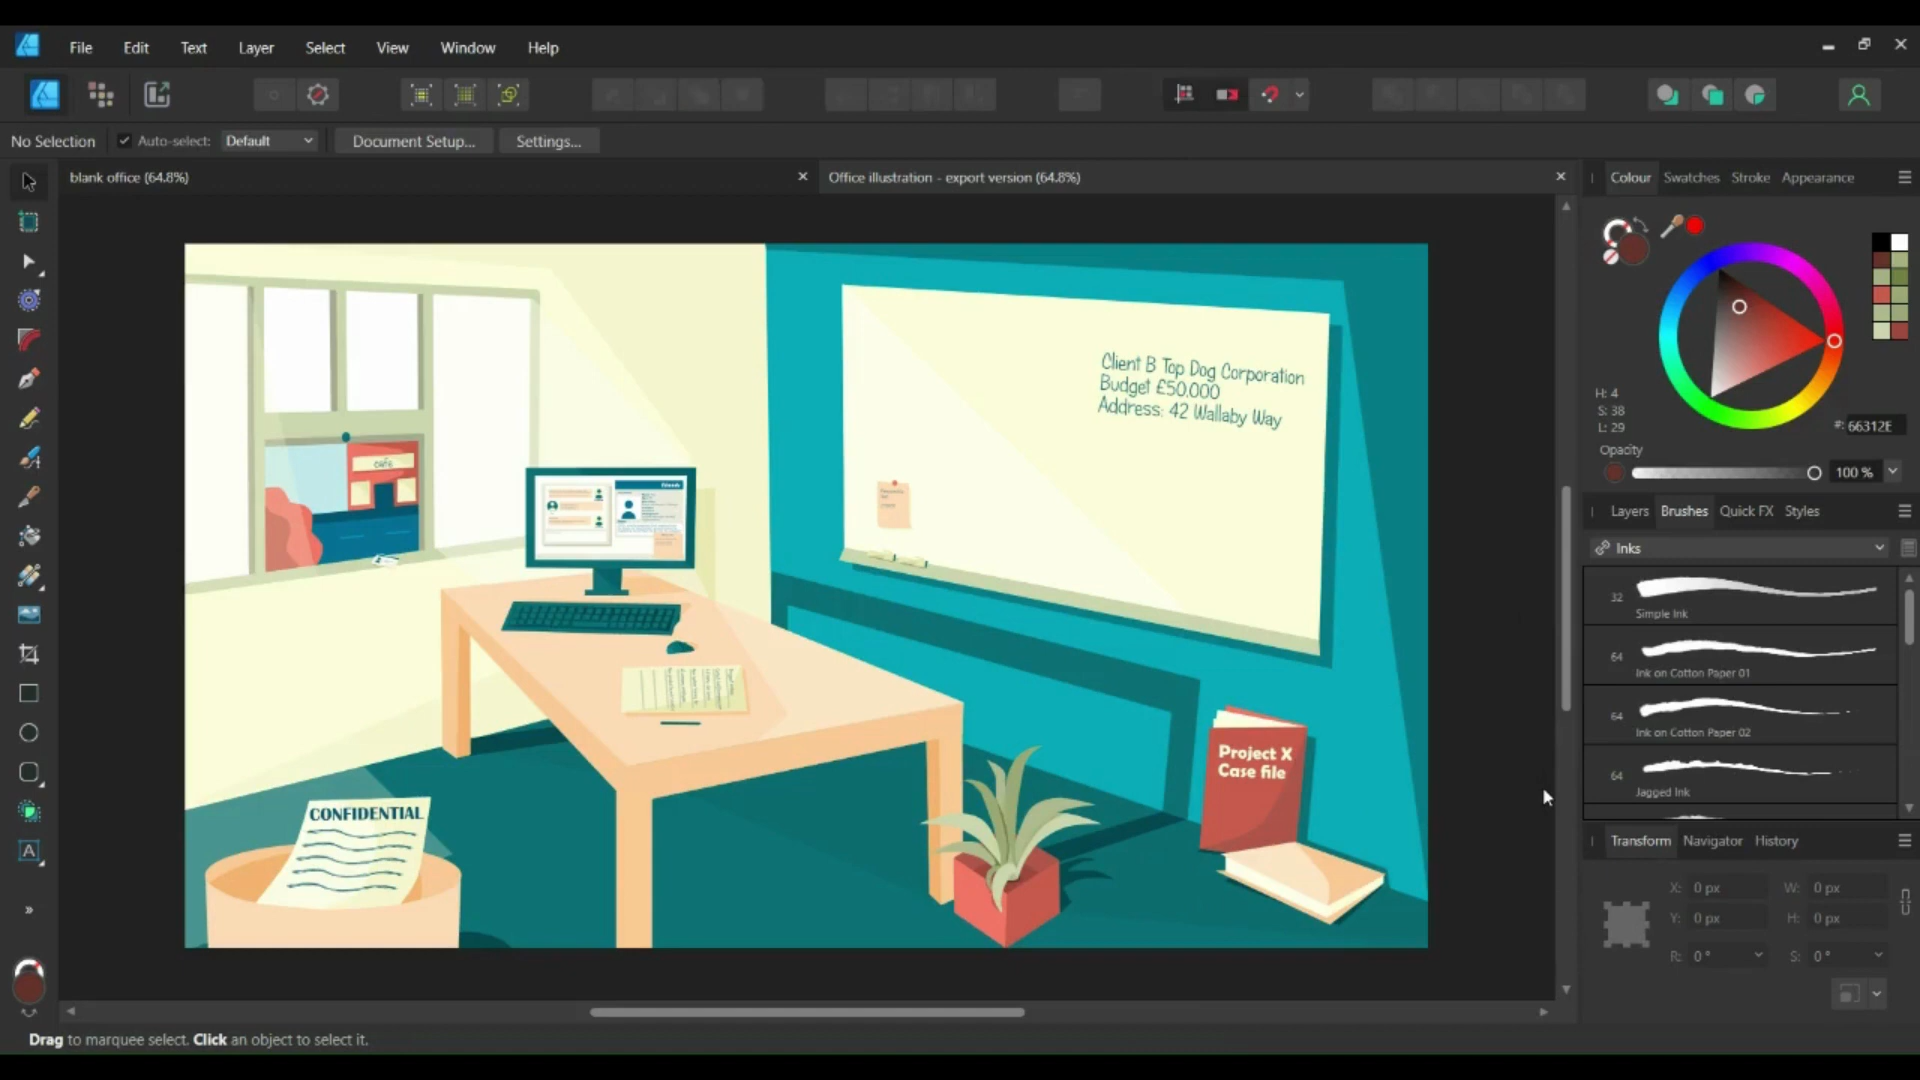 File Edit Text Layer Select View Window Help
No Selection Auto-select: Default Document Setup... Settings...
blank office (64.8%)
Office illustration - export version (64.8%)
Colour Swatches Stroke Appearance
H: 4
S: 38
L: 29
#: 66312E
Opacity
100 %
Layers Brushes Quick FX Styles
Inks
32
Simple Ink
64
Ink on Cotton Paper 01
64
Ink on Cotton Paper 02
64
Jagged Ink
Transform Navigator History
X: 0 px W: 0 px
Y: 0 px H: 0 px
R: 0 ° S: 0 °
Client B Top Dog Corporation
Budget £50,000
Address: 42 Wallaby Way
CAFE
Project X
Case file
CONFIDENTIAL
A
Drag to marquee select. Click an object to select it.